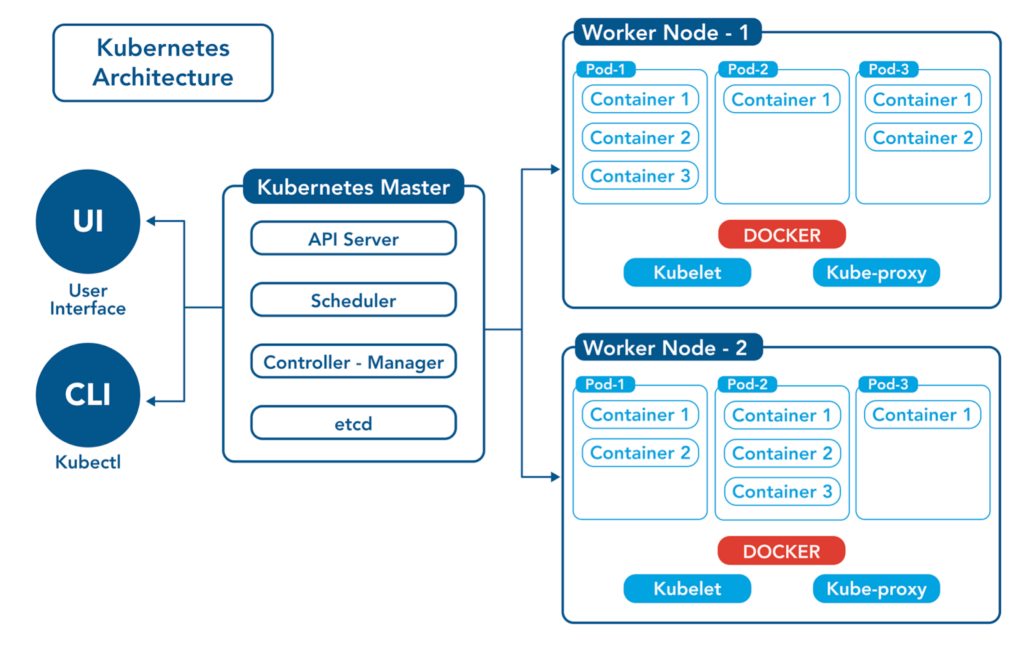 Kubernetes
Architecture
UI
User
Interface
CLI
Kubectl
Kubernetes Master
API Server
Scheduler
Controller - Manager
etcd
Worker Node - 1
Pod-1
Container 1
Container 2
Container 3
Pod-2
Container 1
Pod-3
Container 1
Container 2
DOCKER
Kubelet
Kube-proxy
Worker Node - 2
Pod-1
Container 1
Container 2
Pod-2
Container 1
Container 2
Container 3
Pod-3
Container 1
DOCKER
Kubelet
Kube-proxy